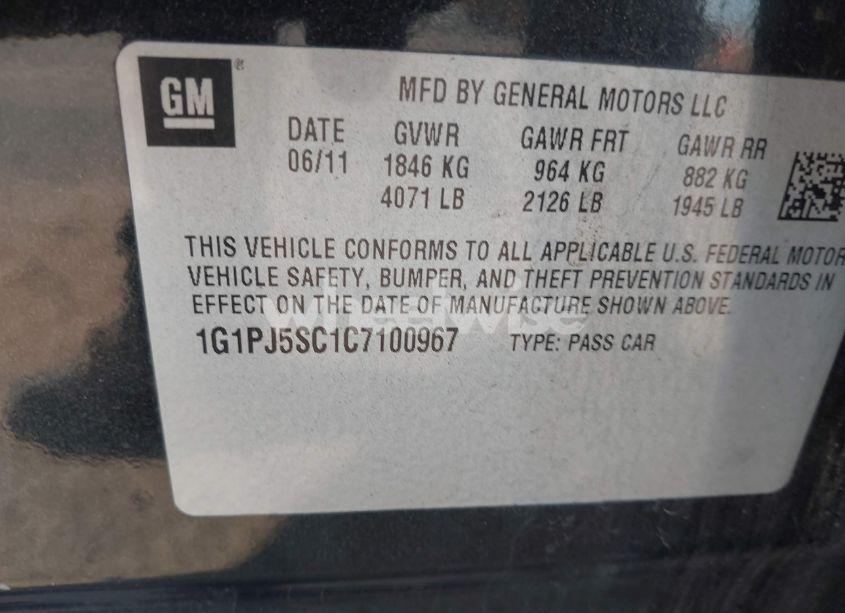 GM ®
MFD BY GENERAL MOTORS LLC
DATE GVWR GAWR FRT GAWR RR
06/11 1846 KG 964 KG 882 KG
4071 LB 2126 LB 1945 LB
THIS VEHICLE CONFORMS TO ALL APPLICABLE U.S. FEDERAL MOTOR
VEHICLE SAFETY, BUMPER, AND THEFT PREVENTION STANDARDS IN
EFFECT ON THE DATE OF MANUFACTURE SHOWN ABOVE.
wheelwise
1G1PJ5SC1C7100967 TYPE: PASS CAR